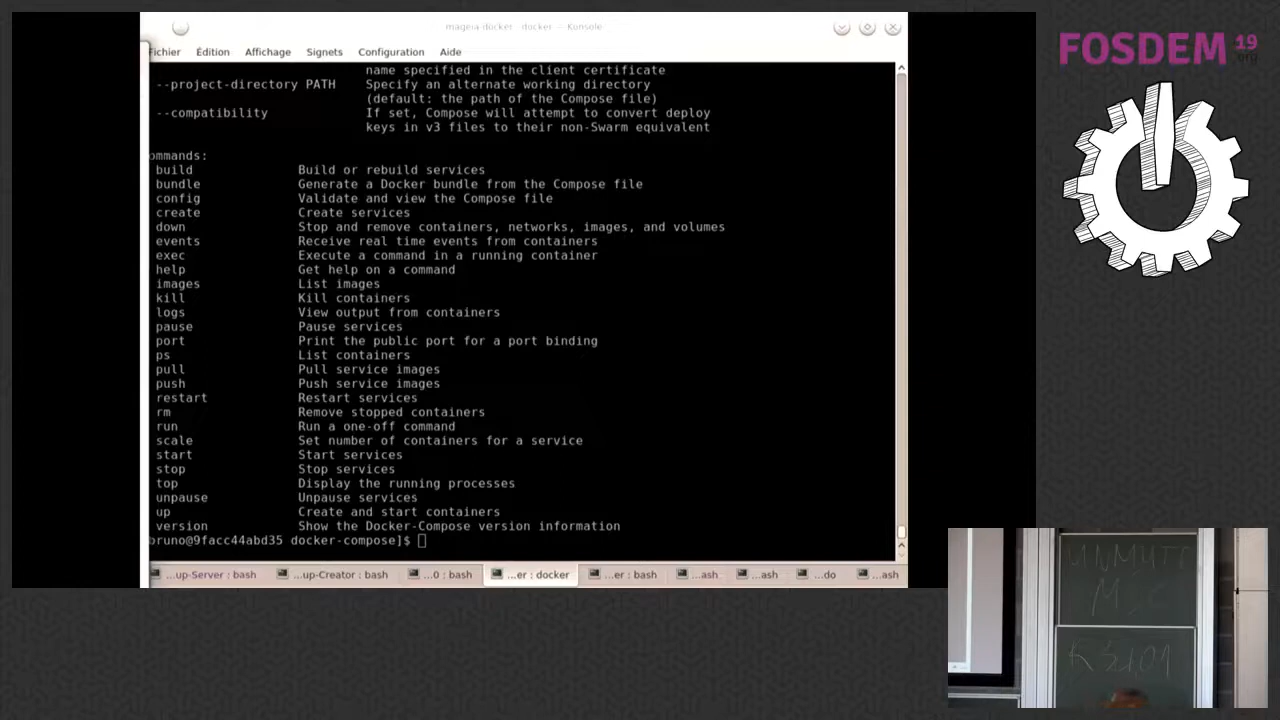 mageia docker : docker — Konsole
Fichier Édition Affichage Signets Configuration Aide
name specified in the client certificate
--project-directory PATH Specify an alternate working directory
(default: the path of the Compose file)
--compatibility If set, Compose will attempt to convert deploy
keys in v3 files to their non-Swarm equivalent
ommands:
build Build or rebuild services
bundle Generate a Docker bundle from the Compose file
config Validate and view the Compose file
create Create services
down Stop and remove containers, networks, images, and volumes
events Receive real time events from containers
exec Execute a command in a running container
help Get help on a command
images List images
kill Kill containers
logs View output from containers
pause Pause services
port Print the public port for a port binding
ps List containers
pull Pull service images
push Push service images
restart Restart services
rm Remove stopped containers
run Run a one-off command
scale Set number of containers for a service
start Start services
stop Stop services
top Display the running processes
unpause Unpause services
up Create and start containers
version Show the Docker-Compose version information
bruno@9facc44abd35 docker-compose]$
...up-Server : bash ...up-Creator : bash ...0 : bash ...er : docker ...er : bash ...ash ...ash ...do ...ash
FOSDEM 19
.org